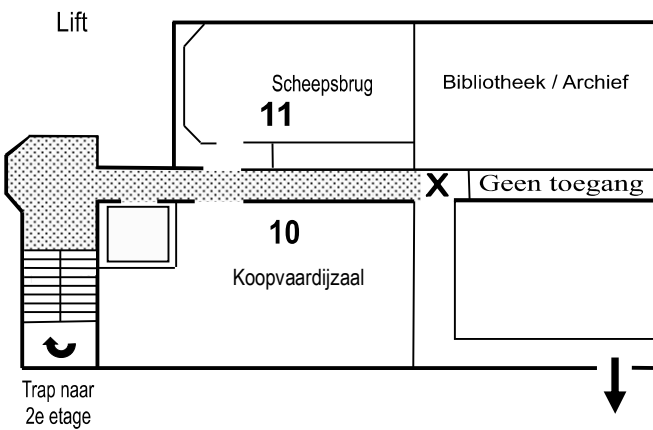 Lift
Scheepsbrug
Bibliotheek / Archief
11
X
Geen toegang
10
Koopvaardijzaal
Trap naar
2e etage